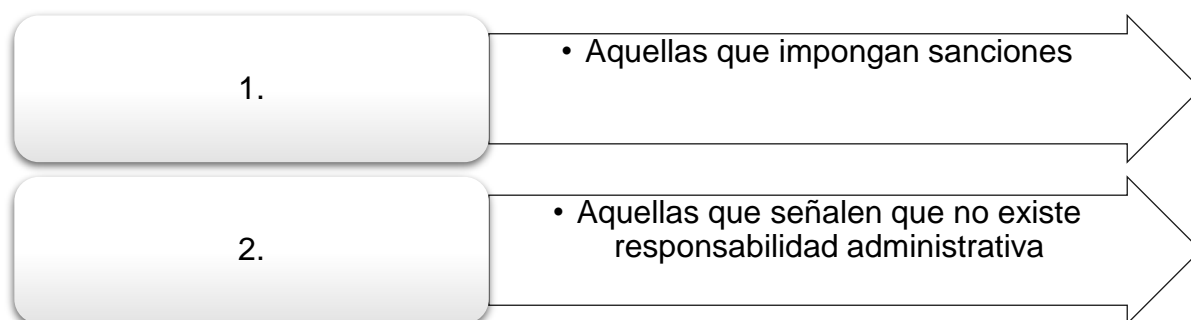 1.
• Aquellas que impongan sanciones
2.
• Aquellas que señalen que no existe
responsabilidad administrativa